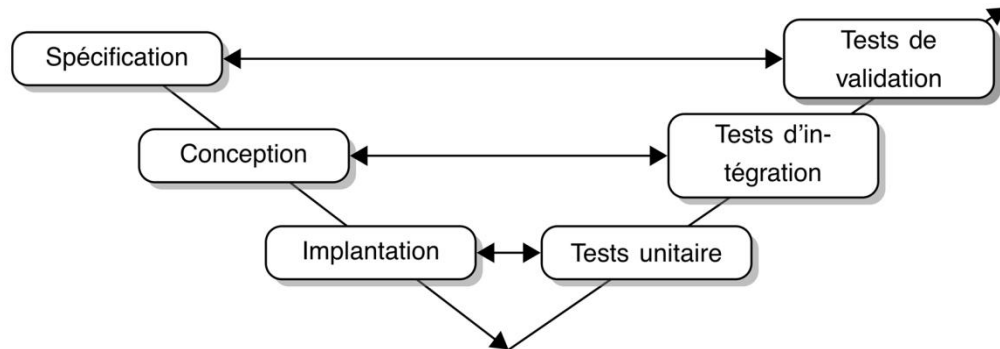 Spécification
Tests de
validation
Conception
Tests d'in-
tégration
Implantation
Tests unitaire